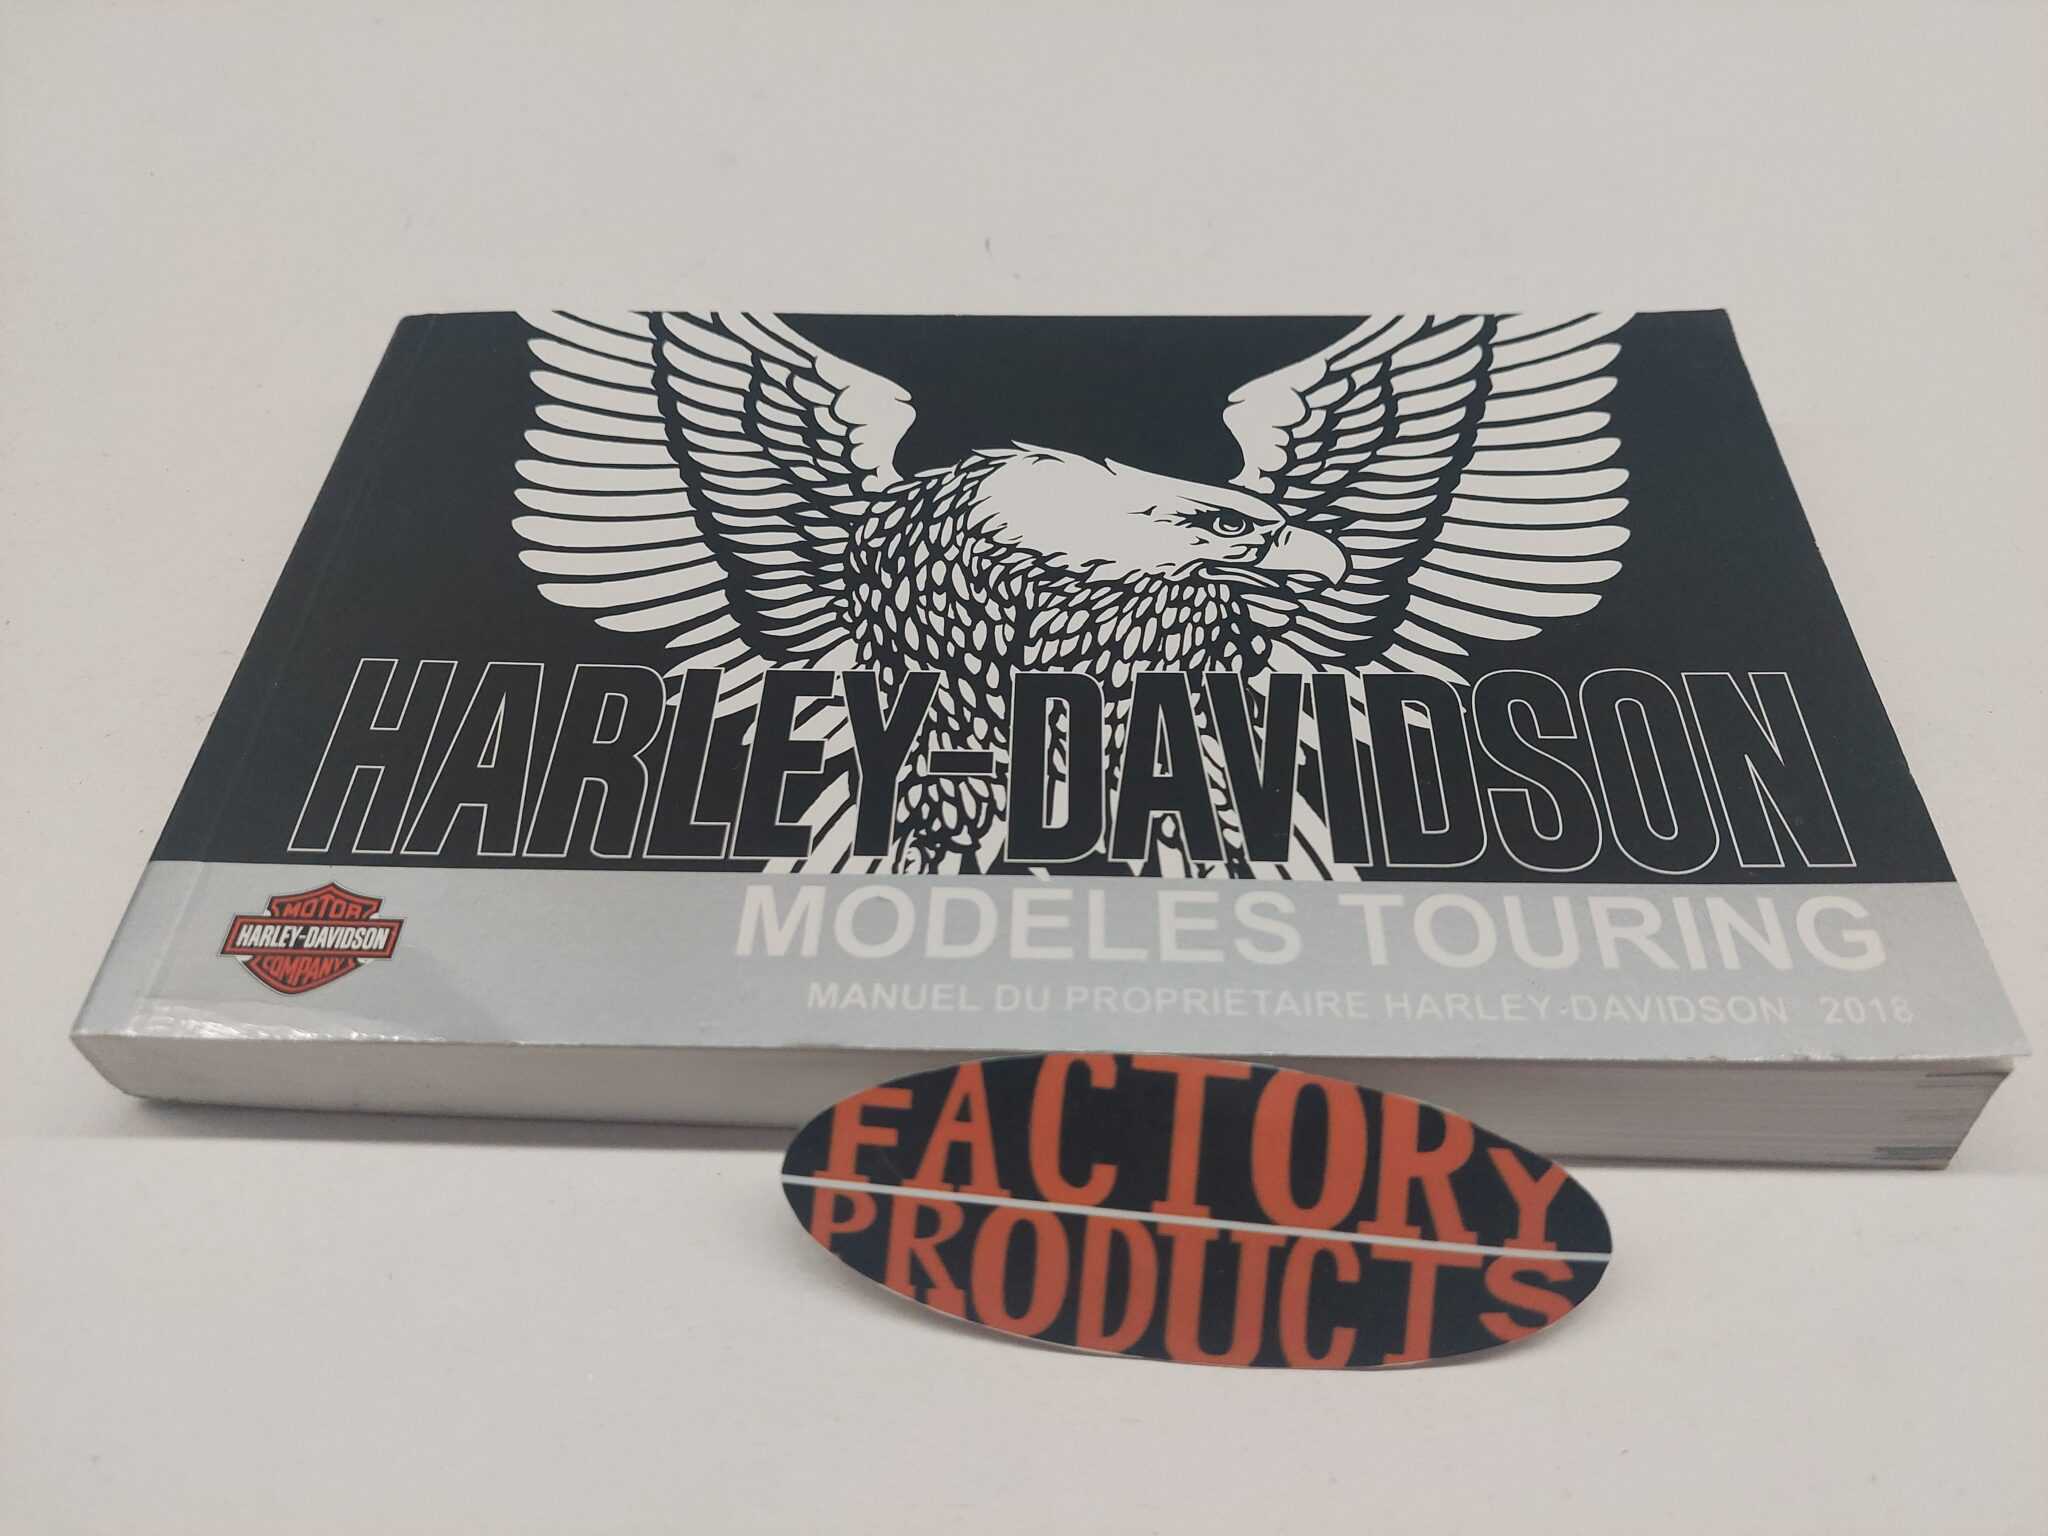 HARLEY-DAVIDSON
MODÈLES TOURING
MANUEL DU PROPRIETAIRE HARLEY-DAVIDSON 2018
MOTOR
HARLEY-DAVIDSON
COMPANY
FACTORY
PRODUCTS